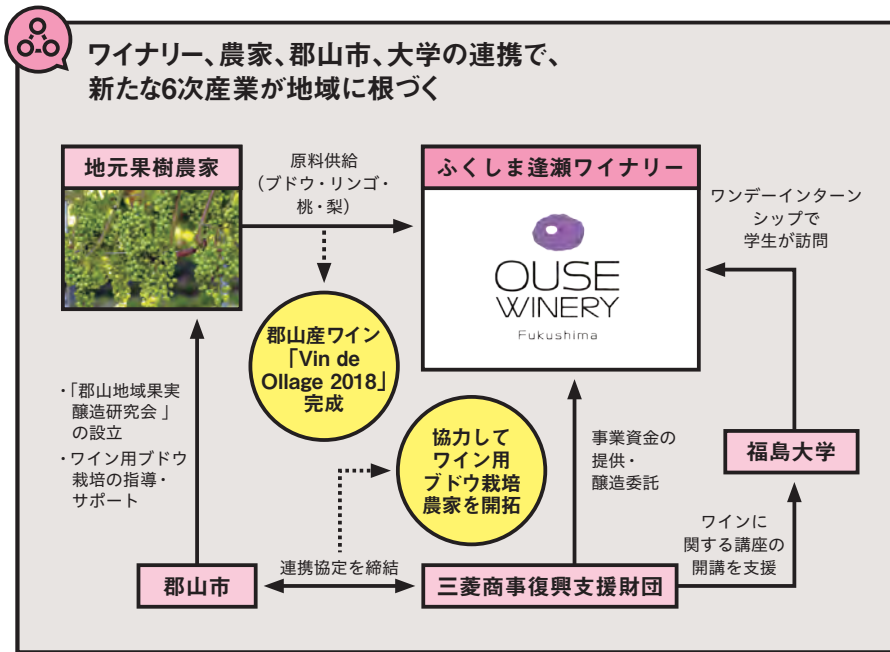 ワイナリー、農家、郡山市、大学の連携で、
新たな6次産業が地域に根づく
地元果樹農家
原料供給
（ブドウ・リンゴ・
桃・梨）
ふくしま逢瀬ワイナリー
OUSE
WINERY
Fukushima
ワンデーインターン
シップで
学生が訪問
郡山産ワイン
「Vin de
Ollage 2018」
完成
・「郡山地域果実
醸造研究会 」
の設立
・ワイン用ブドウ
栽培の指導・
サポート
協力して
ワイン用
ブドウ栽培
農家を開拓
事業資金の
提供・
醸造委託
福島大学
ワインに
関する講座の
開講を支援
郡山市
連携協定を締結
三菱商事復興支援財団